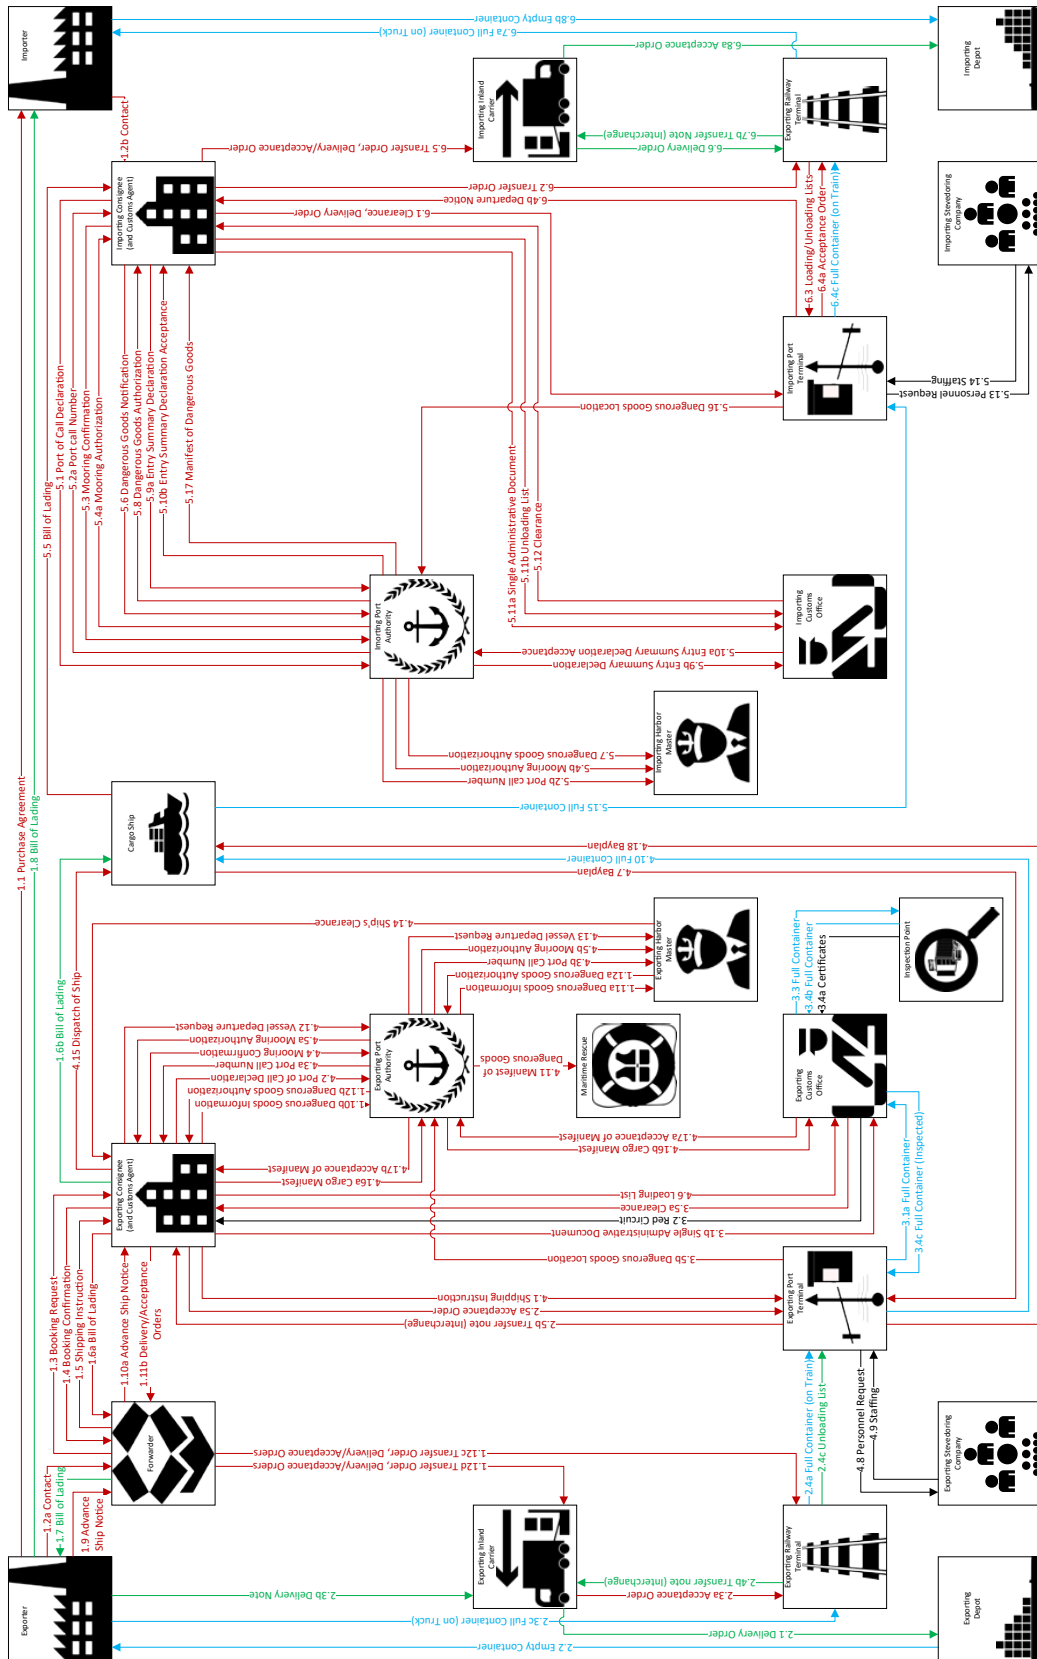 Exporter
Importer
1.1 Purchase Agreement
1.8 Bill of Lading
1.2a Contact
1.7 Bill of Lading
1.9 Advance
Ship Notice
1.2b Contact
Forwarder
1.3 Booking Request
1.4 Booking Confirmation
1.5 Shipping Instruction
1.6a Bill of Lading
1.10a Advance Ship Notice
1.11b Delivery/Acceptance
Orders
Exporting Consignee
(and Customs Agent)
1.6b Bill of Lading
4.15 Dispatch of Ship
Cargo Ship
5.5 Bill of Lading
5.1 Port of Call Declaration
5.2a Port call Number
5.3 Mooring Confirmation
5.4a Mooring Authorization
5.6 Dangerous Goods Notification
5.8 Dangerous Goods Authorization
5.9a Entry Summary Declaration
5.10b Entry Summary Declaration Acceptance
5.17 Manifest of Dangerous Goods
Importing Consignee
(and Customs Agent)
2.2 Empty Container
2.3c Full Container (on Truck)
2.3b Delivery Note
1.12d Transfer Order, Delivery/Acceptance Orders
1.12c Transfer Order, Delivery/Acceptance Orders
2.5b Transfer note (Interchange)
2.5a Acceptance Order
4.1 Shipping Instruction
3.5b Dangerous Goods Location
3.1b Single Administrative Document
3.2 Red Circuit
3.5a Clearance
4.6 Loading List
4.16a Cargo Manifest
4.17b Acceptance of Manifest
1.10b Dangerous Goods Information
1.12b Dangerous Goods Authorization
4.2 Port of Call Declaration
4.3a Port Call Number
4.4 Mooring Confirmation
4.5a Mooring Authorization
4.12 Vessel Departure Request
4.14 Ship's Clearance
4.7 Bayplan
4.10 Full Container
4.18 Bayplan
5.15 Full Container
6.5 Transfer Order, Delivery/Acceptance Order
6.2 Transfer Order
6.4b Departure Notice
6.1 Clearance, Delivery Order
6.7a Full Container (on Truck)
6.8b Empty Container
Exporting Port
Authority
1.11a Dangerous Goods Information
1.12a Dangerous Goods Authorization
4.3b Port Call Number
4.5b Mooring Authorization
4.13 Vessel Departure Request
4.11 Manifest of
Dangerous Goods
4.16b Cargo Manifest
4.17a Acceptance of Manifest
Imorting Port
Authority
5.2b Port call Number
5.4b Mooring Authorization
5.7 Dangerous Goods Authorization
5.9b Entry Summary Declaration
5.10a Entry Summary Declaration Acceptance
5.11a Single Administrative Document
5.11b Unloading List
5.12 Clearance
5.16 Dangerous Goods Location
Exporting Inland
Carrier
2.1 Delivery Order
2.3a Acceptance Order
2.4b Transfer note (Interchange)
Importing Inland
Carrier
6.6 Delivery Order
6.7b Transfer Note (Interchange)
6.8a Acceptance Order
Maritime Rescue
Exporting Harbor
Master
Importing Harbor
Master
Exporting Railway
Terminal
2.4a Full Container (on Train)
2.4c Unloading List
Exporting Port
Terminal
Exporting
Customs Office
3.3 Full Container
3.4b Full Container
3.4a Certificates
Importing
Customs
Office
Importing Port
Terminal
6.3 Loading/Unloading Lists
6.4a Acceptance Order
6.4c Full Container (on Train)
Exporting Railway
Terminal
3.1a Full Container
3.4c Full Container (Inspected)
4.8 Personnel Request
4.9 Staffing
5.13 Personnel Request
5.14 Staffing
Exporting
Depot
Exporting Stevedoring
Company
Inspection Point
Importing Stevedoring
Company
Importing
Depot